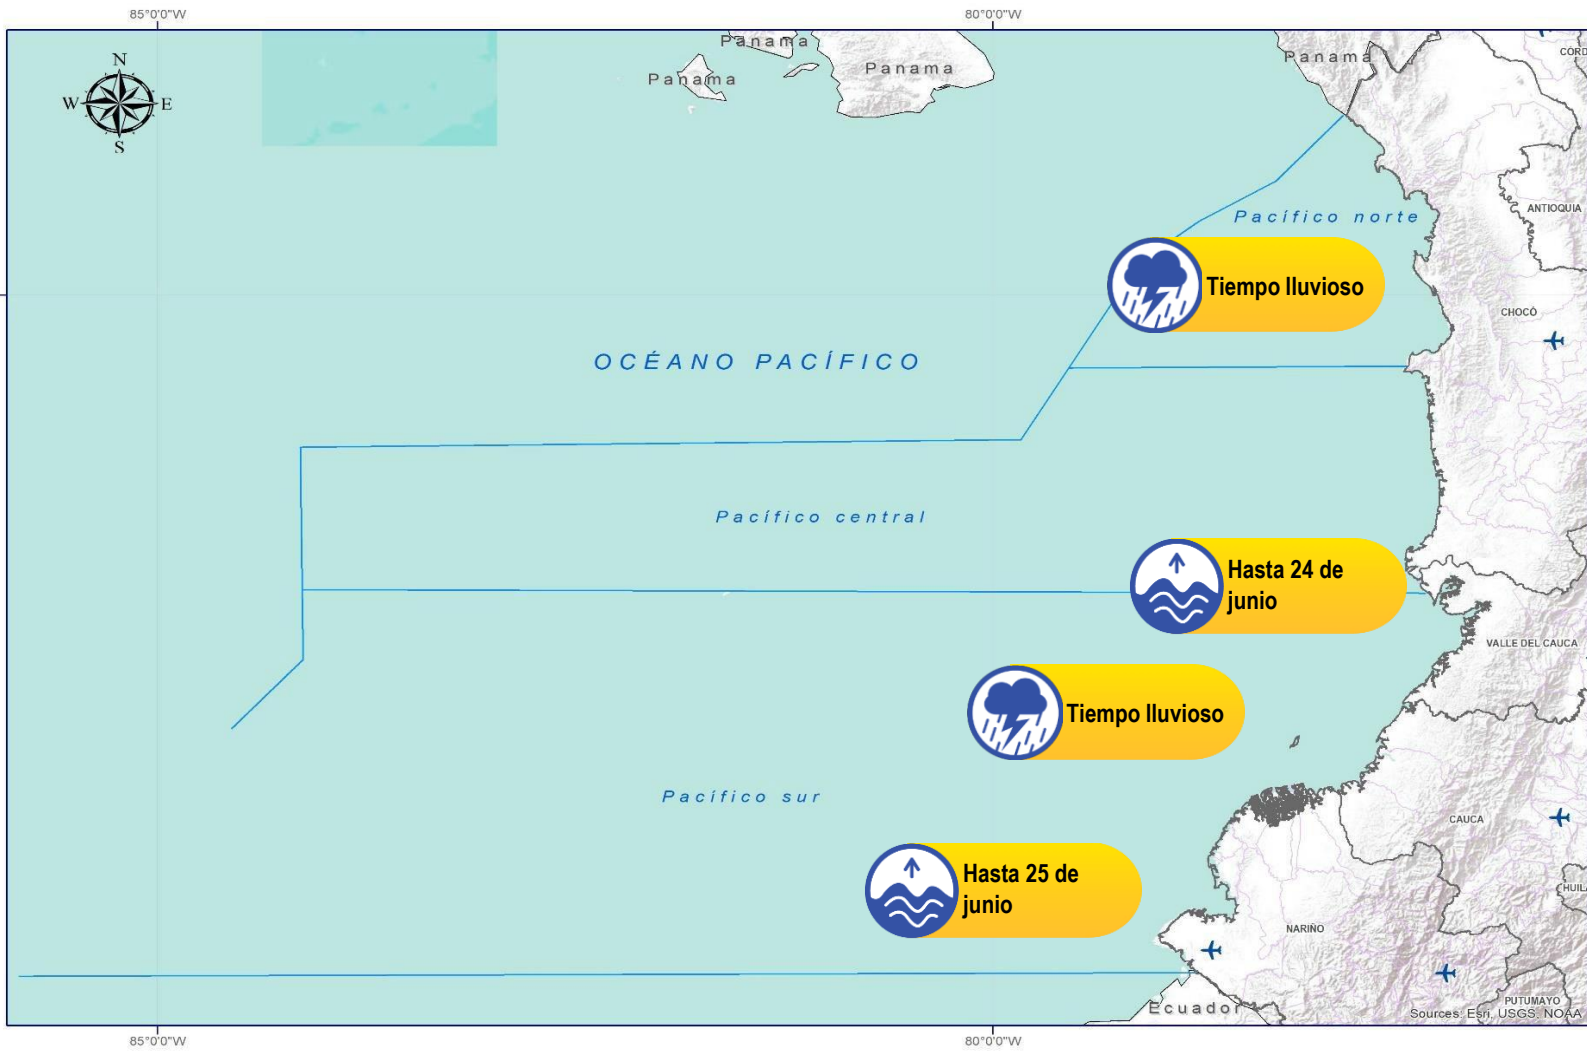 85°0'0"W
80°0'0"W
N
W
E
S
Panama
Panama
Panama
Panama
CORD
ANTIOQUIA
Pacífico norte
Tiempo lluvioso
CHOCÓ
OCÉANO PACÍFICO
Pacífico central
Hasta 24 de
junio
VALLE DEL CAUCA
Tiempo lluvioso
Pacífico sur
CAUCA
Hasta 25 de
junio
HUILA
NARIÑO
PUTUMAYO
Ecuador
Sources: Esri, USGS, NOAA
85°0'0"W
80°0'0"W